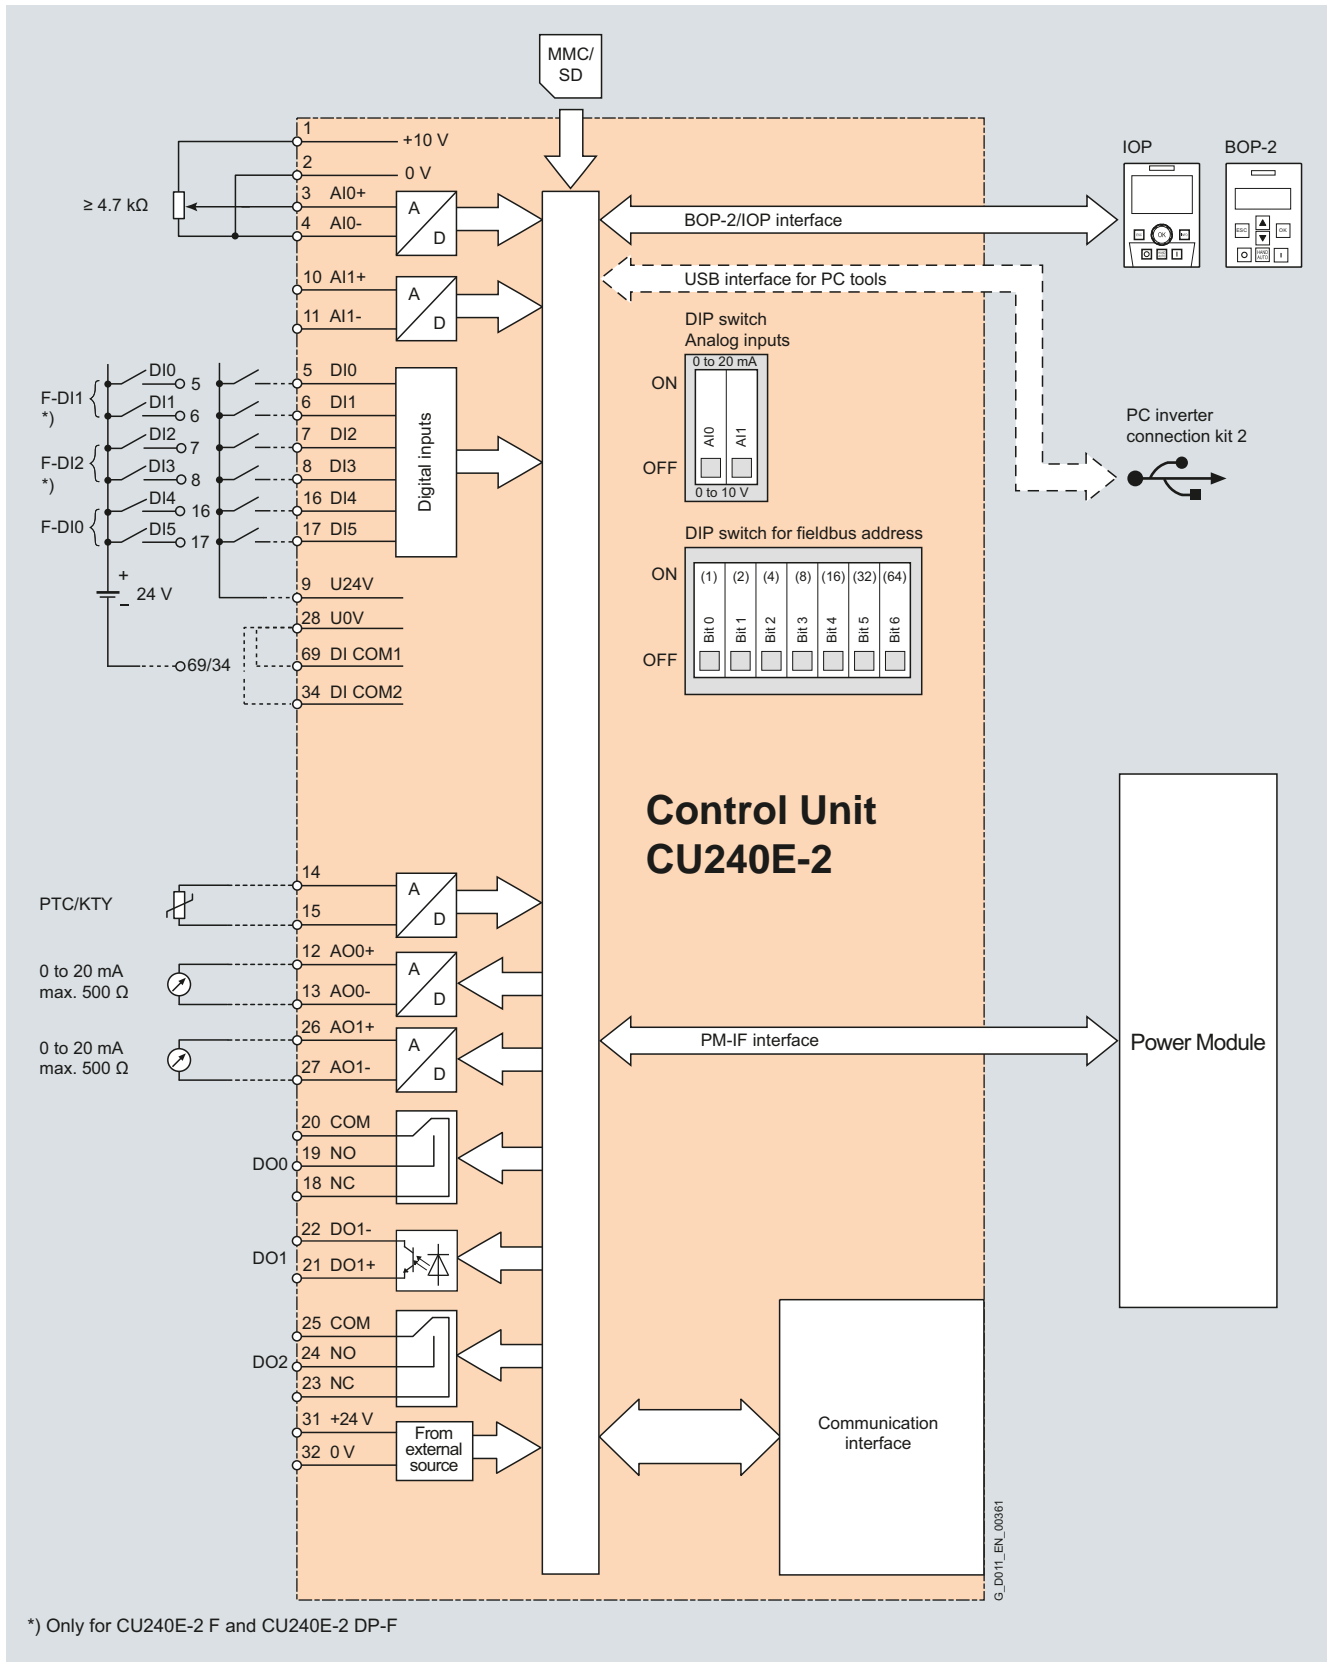 MMC/
SD
1
+10 V
2
0 V
3 AI0+
4 AI0-
≥ 4.7 kΩ
A
D
10 AI1+
11 AI1-
A
D
BOP-2/IOP interface
IOP
BOP-2
OK
ESC
OK
HAND
AUTO
USB interface for PC tools
DIP switch
Analog inputs
0 to 20 mA
ON
AI0
AI1
OFF
0 to 10 V
PC inverter
connection kit 2
F-DI1
*)
F-DI2
*)
F-DI0
DI0
5
DI1
6
DI2
7
DI3
8
DI4
16
DI5
17
5 DI0
6 DI1
7 DI2
8 DI3
16 DI4
17 DI5
Digital inputs
+
24 V
–
69/34
9 U24V
28 U0V
69 DI COM1
34 DI COM2
DIP switch for fieldbus address
ON
(1) (2) (4) (8) (16) (32) (64)
Bit 0
Bit 1
Bit 2
Bit 3
Bit 4
Bit 5
Bit 6
OFF
Control Unit
CU240E-2
PTC/KTY
14
15
A
D
0 to 20 mA
max. 500 Ω
12 AO0+
13 AO0-
A
D
0 to 20 mA
max. 500 Ω
26 AO1+
27 AO1-
A
D
PM-IF interface
Power Module
DO0
20 COM
19 NO
18 NC
DO1
22 DO1-
21 DO1+
DO2
25 COM
24 NO
23 NC
31 +24 V
32 0 V
From
external
source
Communication
interface
G_D011_EN_00361
*) Only for CU240E-2 F and CU240E-2 DP-F